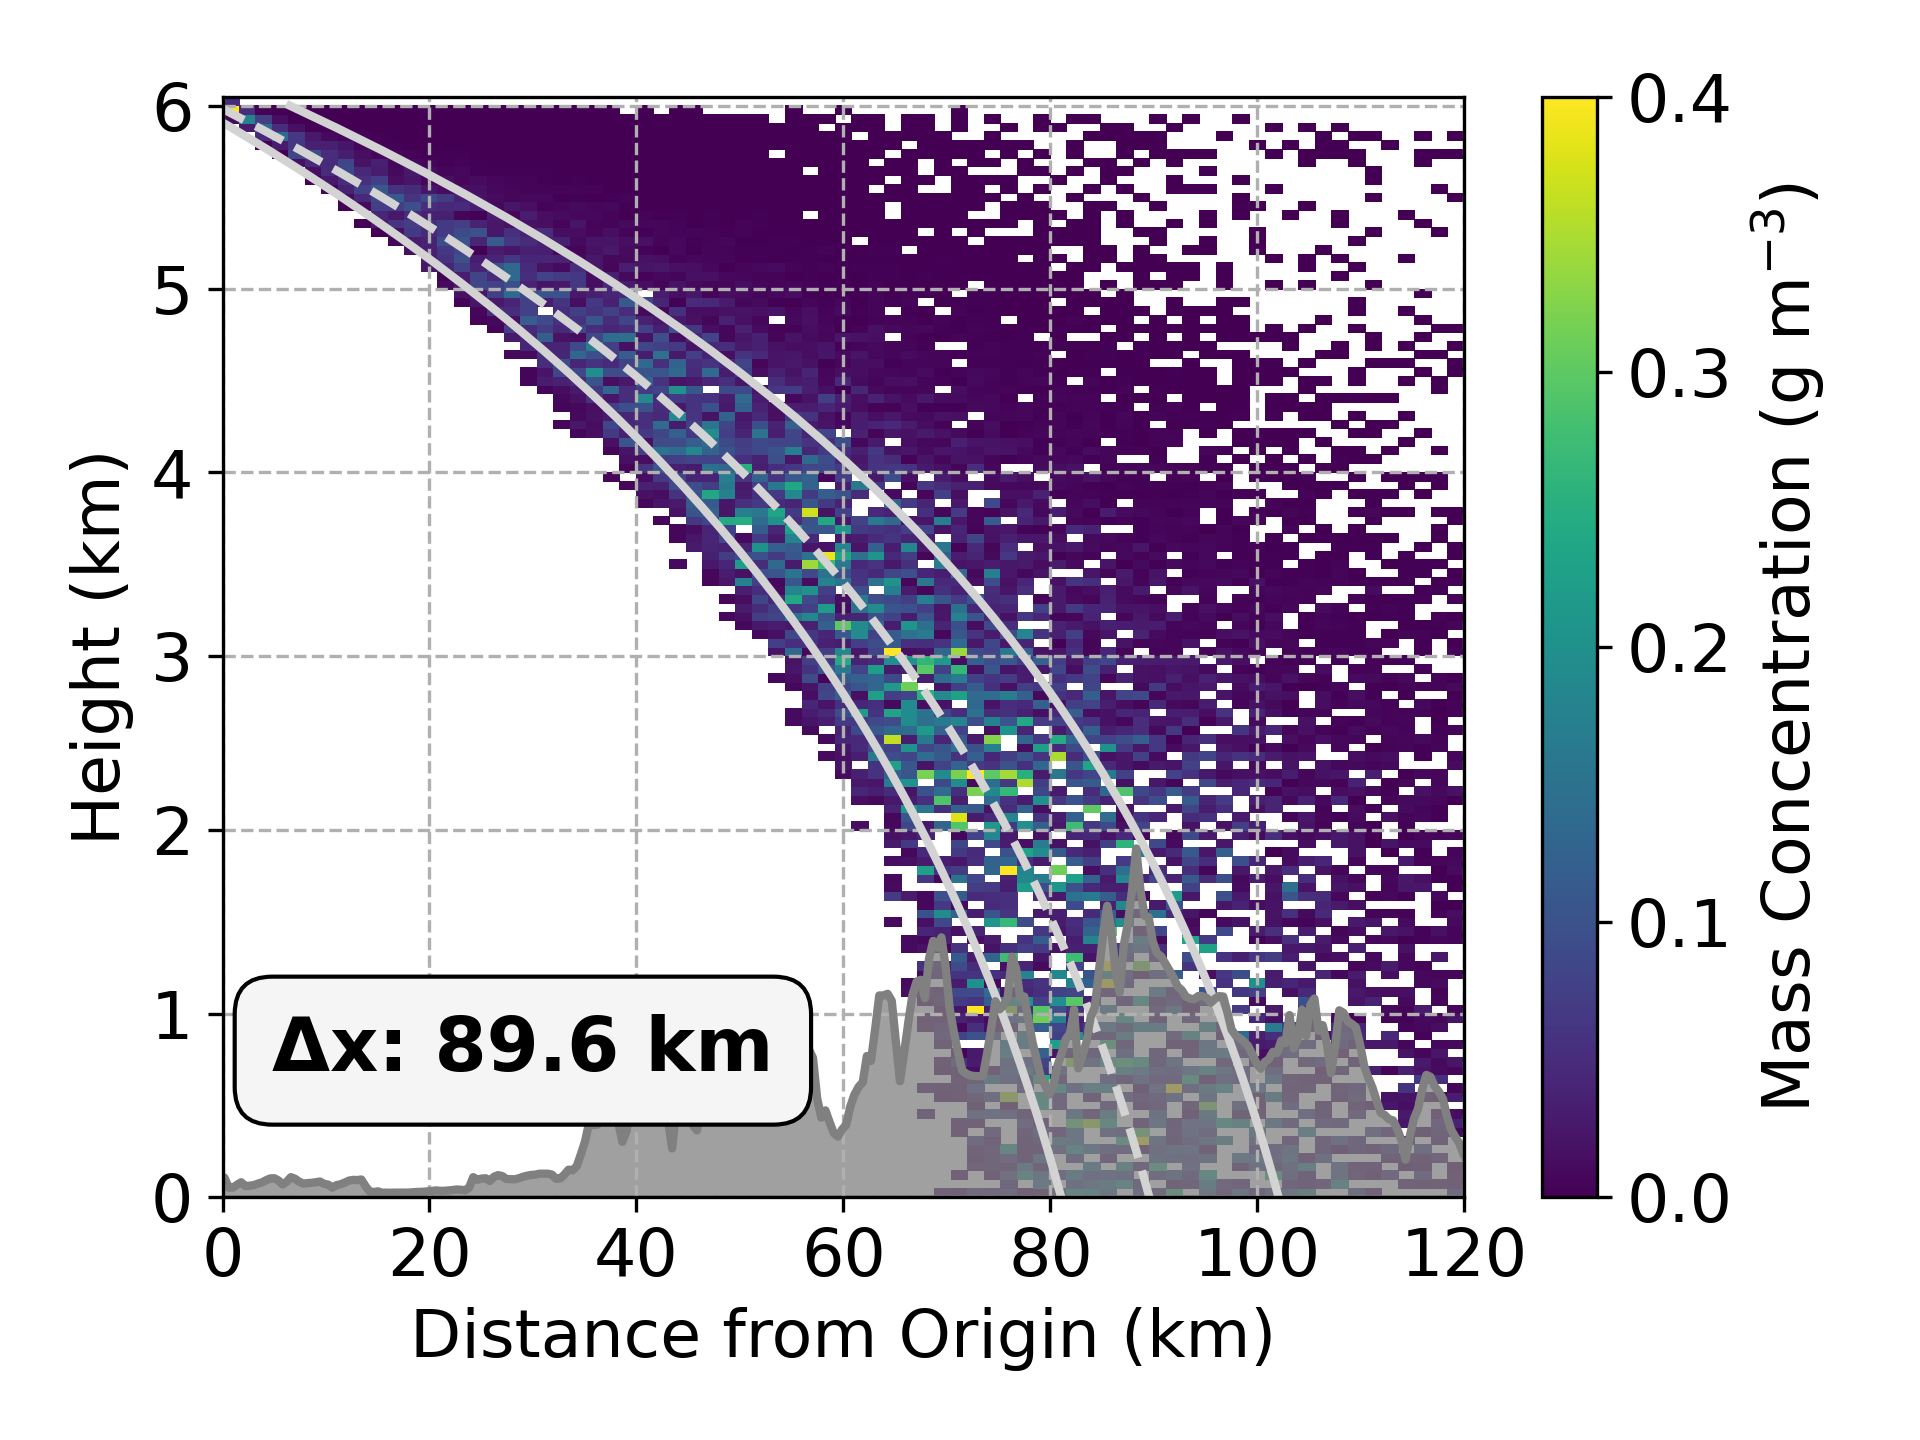 6
5
4
3
2
1
0
Height (km)
Δx: 89.6 km
0 20 40 60 80 100 120
Distance from Origin (km)
0.4
0.3
0.2
0.1
0.0
Mass Concentration (g m⁻³)